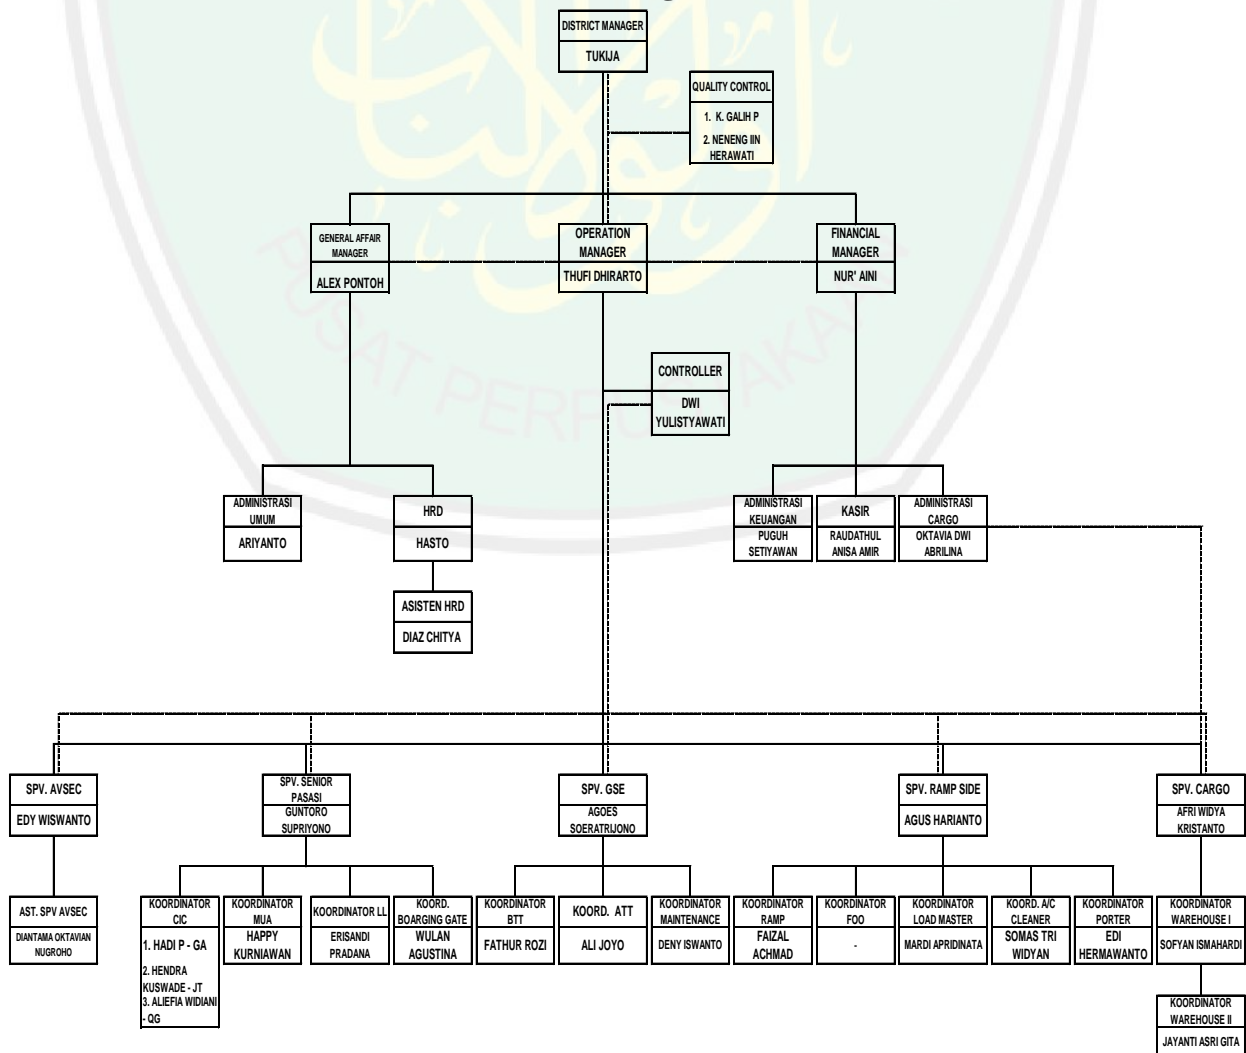 DISTRICT MANAGER
TUKIJA
QUALITY CONTROL
1. K. GALIH P
2. NENENG IIN
HERAWATI
GENERAL AFFAIR
MANAGER
ALEX PONTOH
OPERATION
MANAGER
THUFI DHIRARTO
FINANCIAL
MANAGER
NUR' AINI
PUSAT PERPUSTAKAAN
CONTROLLER
DWI
YULISTYAWATI
ADMINISTRASI
UMUM
ARIYANTO
HRD
HASTO
ADMINISTRASI
KEUANGAN
PUGUH
SETIYAWAN
KASIR
RAUDATHUL
ANISA AMIR
ADMINISTRASI
CARGO
OKTAVIA DWI
ABRILINA
ASISTEN HRD
DIAZ CHITYA
SPV. AVSEC
EDY WISWANTO
SPV. SENIOR
PASASI
GUNTORO
SUPRIYONO
SPV. GSE
AGOES
SOERATRIJONO
SPV. RAMP SIDE
AGUS HARIANTO
SPV. CARGO
AFRI WIDYA
KRISTANTO
AST. SPV AVSEC
DIANTAMA OKTAVIAN
NUGROHO
KOORDINATOR
CIC
1. HADI P - GA
2. HENDRA
KUSWADE - JT
3. ALIEFIA WIDIANI
- QG
KOORDINATOR
MUA
HAPPY
KURNIAWAN
KOORDINATOR LL
ERISANDI
PRADANA
KOORD.
BOARGING GATE
WULAN
AGUSTINA
KOORDINATOR
BTT
FATHUR ROZI
KOORD. ATT
ALI JOYO
KOORDINATOR
MAINTENANCE
DENY ISWANTO
KOORDINATOR
RAMP
FAIZAL
ACHMAD
KOORDINATOR
FOO
-
KOORDINATOR
LOAD MASTER
MARDI APRIDINATA
KOORD. A/C
CLEANER
SOMAS TRI
WIDYAN
KOORDINATOR
PORTER
EDI
HERMAWANTO
KOORDINATOR
WAREHOUSE I
SOFYAN ISMAHARDI
KOORDINATOR
WAREHOUSE II
JAYANTI ASRI GITA